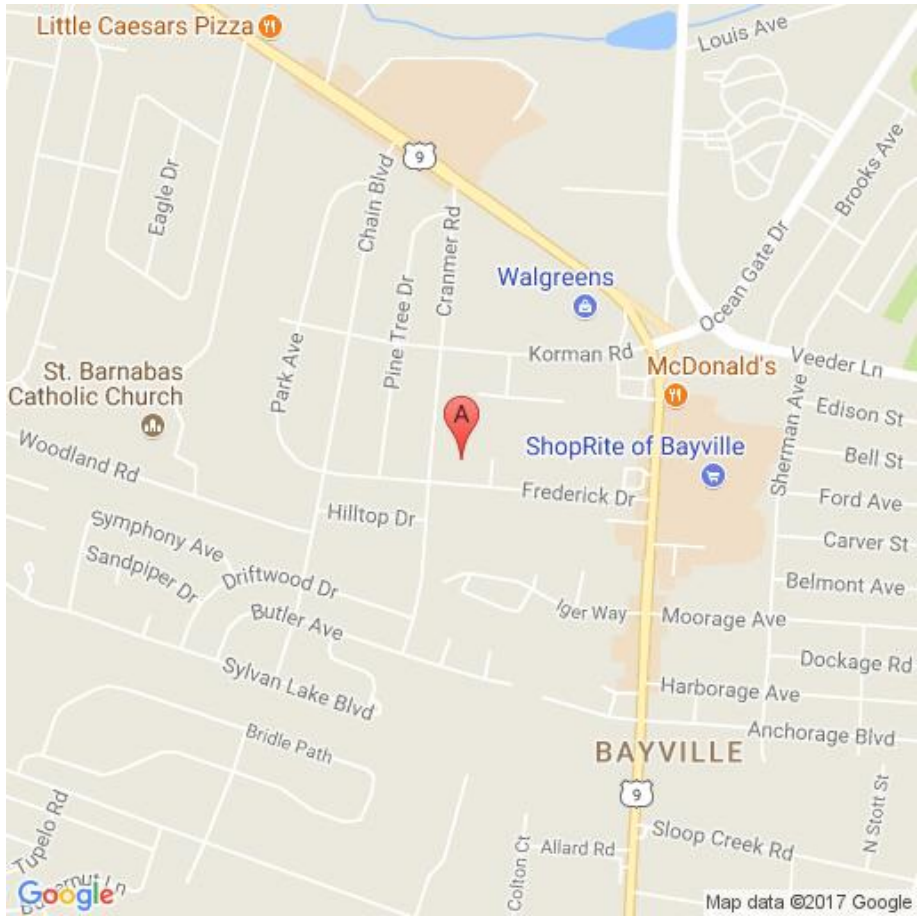 Little Caesars Pizza
Louis Ave
9
Brooks Ave
Eagle Dr
Chain Blvd
Cranmer Rd
Ocean Gate Dr
Pine Tree Dr
Walgreens
Korman Rd
Veeder Ln
McDonald's
St. Barnabas
Catholic Church
Park Ave
A
Sherman Ave
Edison St
ShopRite of Bayville
Bell St
Woodland Rd
Frederick Dr
Ford Ave
Hilltop Dr
Carver St
Symphony Ave
Sandpiper Dr
Driftwood Dr
Belmont Ave
Iger Way
Moorage Ave
Butler Ave
Dockage Rd
Sylvan Lake Blvd
Harborage Ave
Bridle Path
Anchorage Blvd
BAYVILLE
9
N Stott St
Tupelo Rd
Colton Ct
Allard Rd
Sloop Creek Rd
Google
Map data ©2017 Google